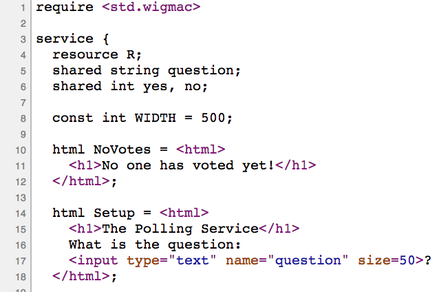 1 require <std.wigmac>
2
3 service {
4   resource R;
5   shared string question;
6   shared int yes, no;
7
8   const int WIDTH = 500;
9
10   html NoVotes = <html>
11     <h1>No one has voted yet!</h1>
12   </html>;
13
14   html Setup = <html>
15     <h1>The Polling Service</h1>
16     What is the question:
17     <input type="text" name="question" size=50>?
18   </html>;